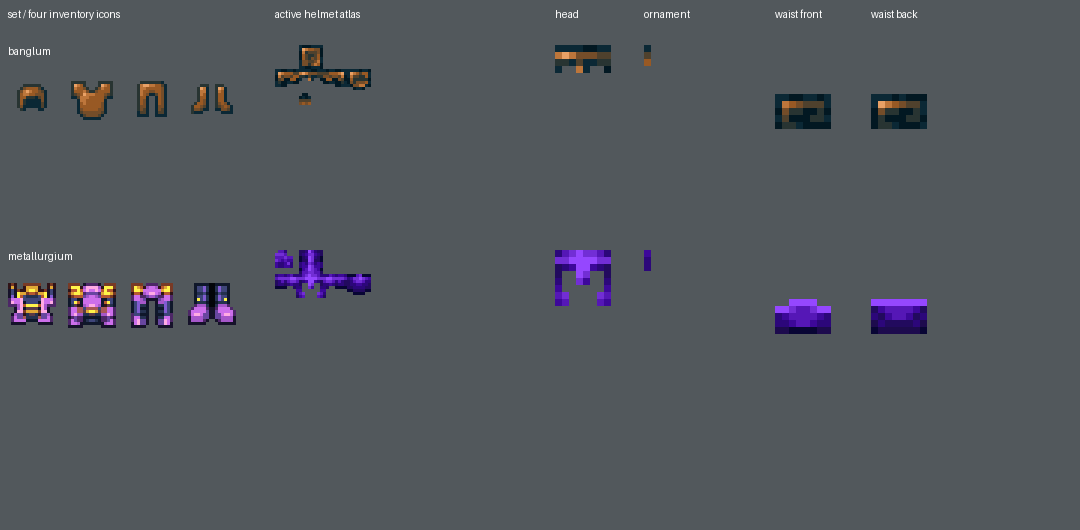 set / four inventory icons
active helmet atlas
head
ornament
waist front
waist back
banglum
metallurgium